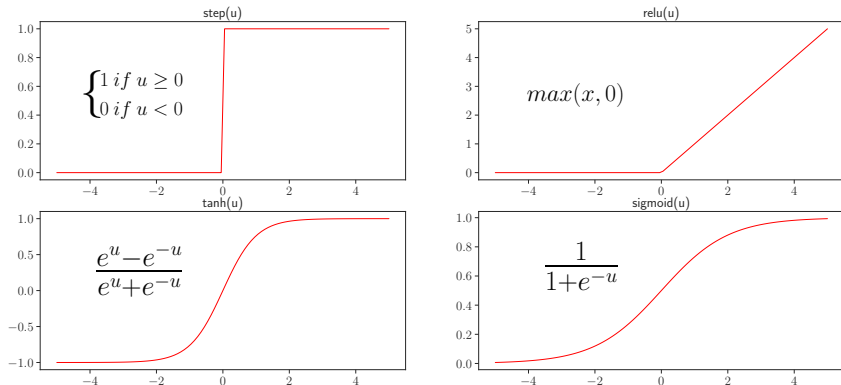 step(u)
1.0
0.8
0.6
0.4
0.2
0.0
{1 if u ≥ 0
0 if u < 0
−4 −2 0 2 4
relu(u)
5
4
3
2
1
0
max(x, 0)
−4 −2 0 2 4
tanh(u)
1.0
0.5
0.0
−0.5
−1.0
e^u−e^−u
e^u+e^−u
−4 −2 0 2 4
sigmoid(u)
1.0
0.8
0.6
0.4
0.2
0.0
1
1+e^−u
−4 −2 0 2 4